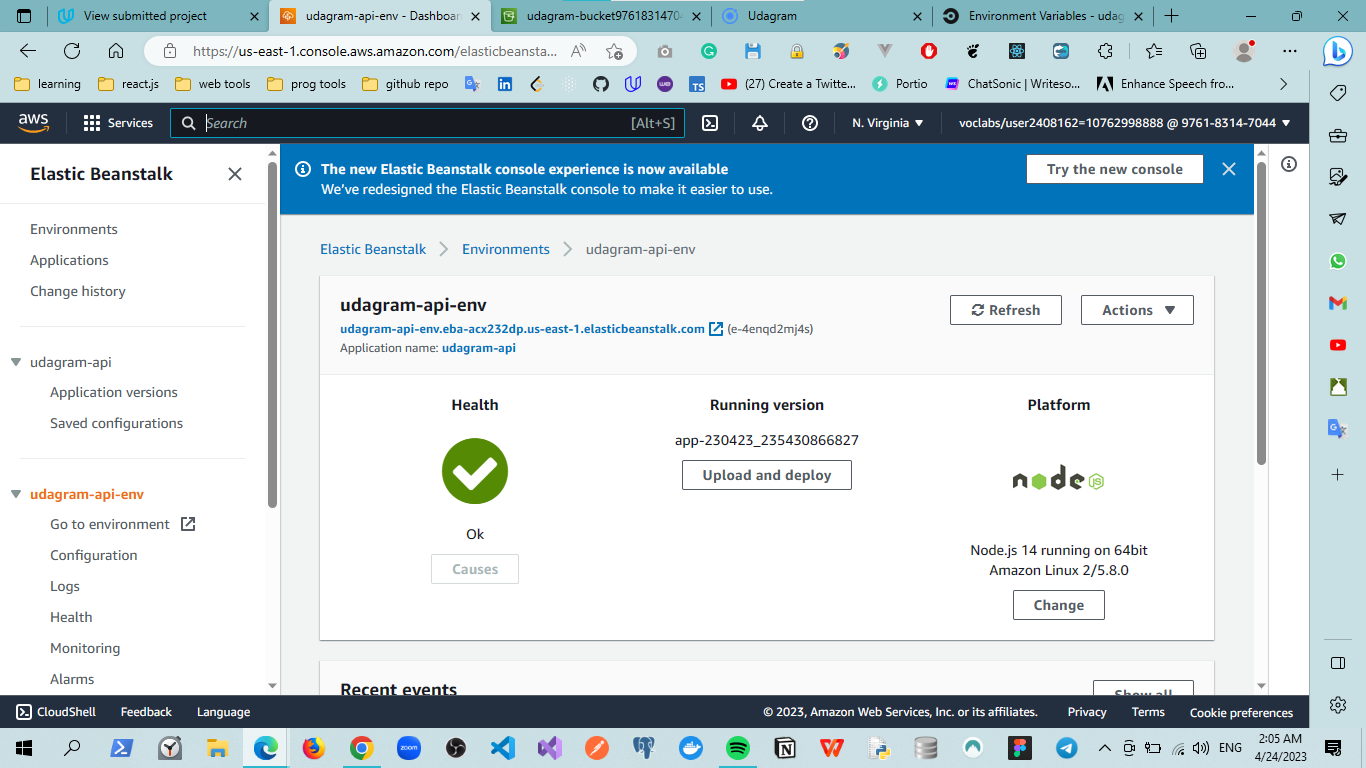 View submitted project
udagram-api-env - Dashboar
udagram-bucket97618314704
Udagram
Environment Variables - udag
https://us-east-1.console.aws.amazon.com/elasticbeansta...
learning
react.js
web tools
prog tools
github repo
(27) Create a Twitte...
Portio
ChatSonic | Writeso...
Enhance Speech fro...
aws
Services
Search
[Alt+S]
N. Virginia
voclabs/user2408162=10762998888 @ 9761-8314-7044
Elastic Beanstalk
Environments
Applications
Change history
udagram-api
Application versions
Saved configurations
udagram-api-env
Go to environment
Configuration
Logs
Health
Monitoring
Alarms
The new Elastic Beanstalk console experience is now available
We've redesigned the Elastic Beanstalk console to make it easier to use.
Try the new console
Elastic Beanstalk
Environments
udagram-api-env
udagram-api-env
udagram-api-env.eba-acx232dp.us-east-1.elasticbeanstalk.com (e-4enqd2mj4s)
Application name: udagram-api
Refresh
Actions
Health
Ok
Causes
Running version
app-230423_235430866827
Upload and deploy
Platform
node JS
Node.js 14 running on 64bit
Amazon Linux 2/5.8.0
Change
Recent events
Show all
CloudShell
Feedback
Language
© 2023, Amazon Web Services, Inc. or its affiliates.
Privacy
Terms
Cookie preferences
zoom
ENG
2:05 AM
4/24/2023